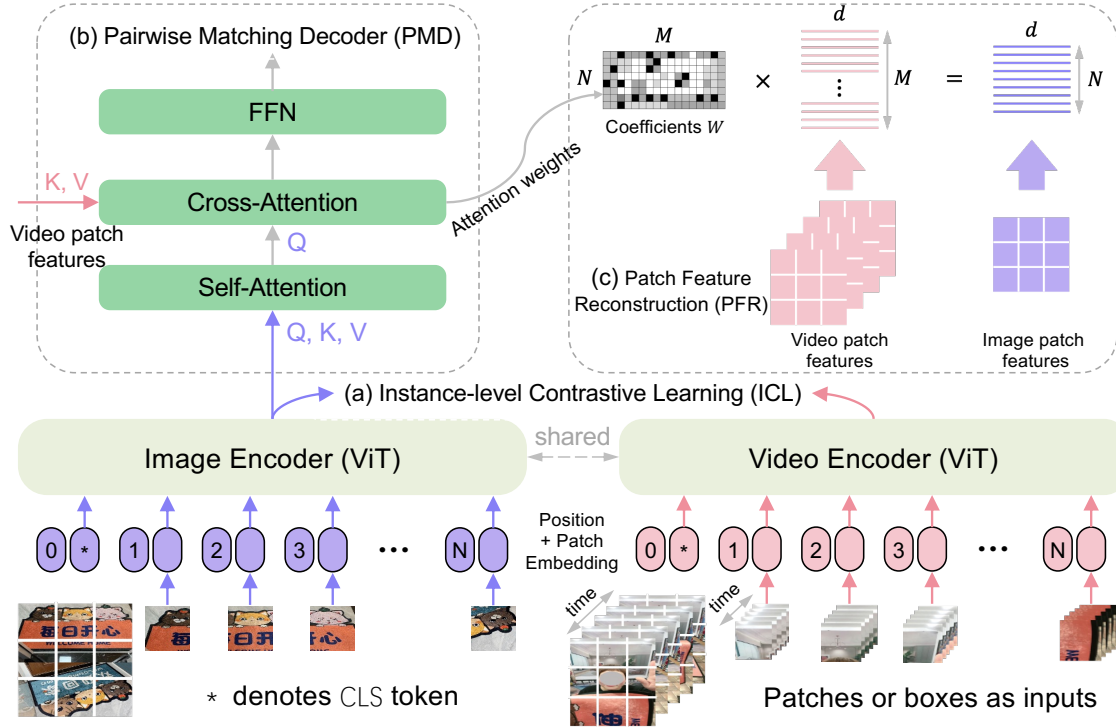 (b) Pairwise Matching Decoder (PMD)
FFN
K, V
Cross-Attention
Video patch
features
Q
Self-Attention
Q, K, V
Attention weights
M
N
Coefficients W
×
d
M
=
d
N
(c) Patch Feature
Reconstruction (PFR)
Video patch
features
Image patch
features
(a) Instance-level Contrastive Learning (ICL)
Image Encoder (ViT)
shared
Video Encoder (ViT)
0 * 1 2 3 ••• N
Position
+ Patch
Embedding
0 * 1 2 3 ••• N
time
time
每日开心
WELCOME HOME
* denotes CLS token
Patches or boxes as inputs